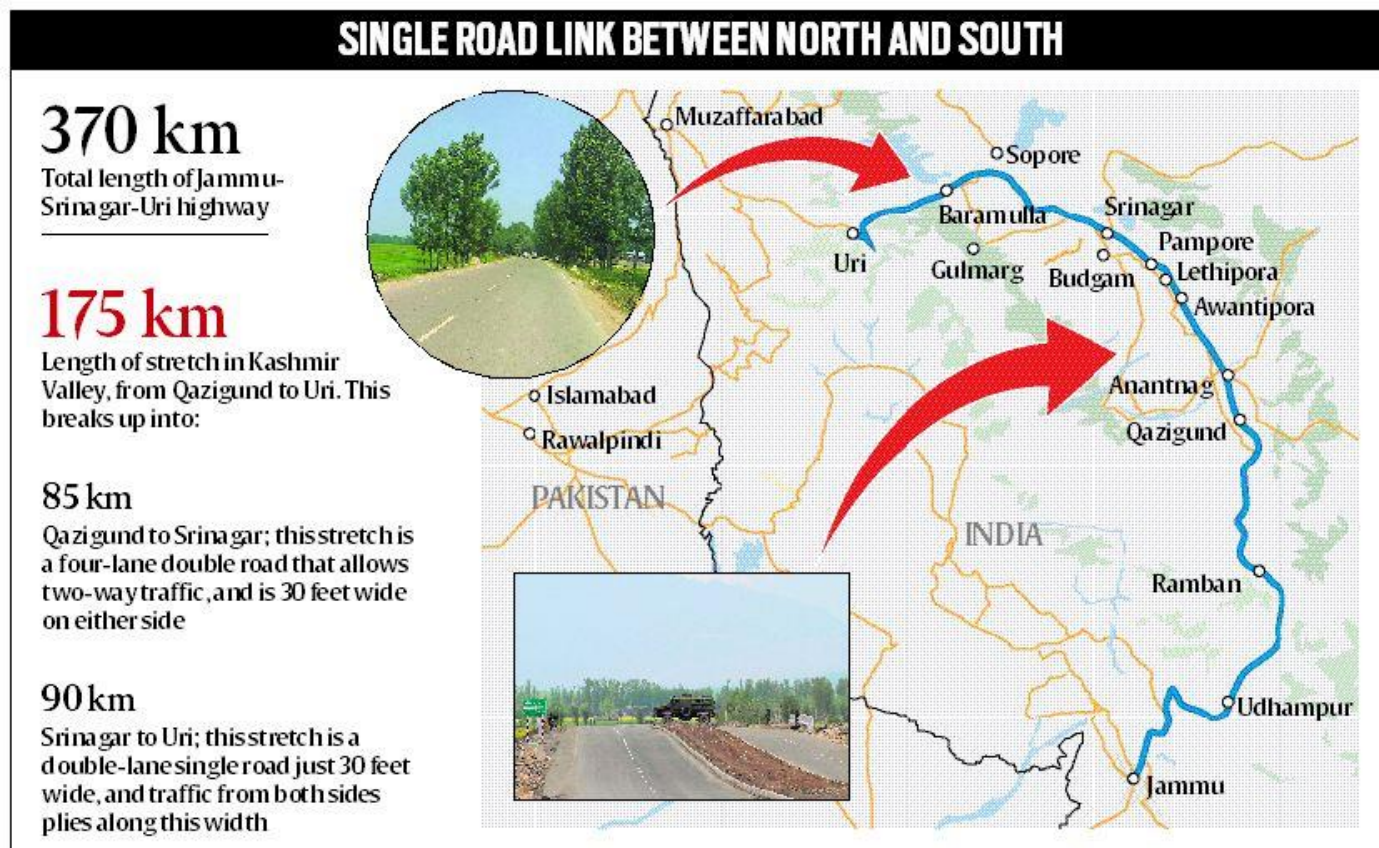 SINGLE ROAD LINK BETWEEN NORTH AND SOUTH
370 km
Total length of Jammu-
Srinagar-Uri highway
175 km
Length of stretch in Kashmir
Valley, from Qazigund to Uri. This
breaks up into:
85 km
Qazigund to Srinagar; this stretch is
a four-lane double road that allows
two-way traffic, and is 30 feet wide
on either side
90 km
Srinagar to Uri; this stretch is a
double-lane single road just 30 feet
wide, and traffic from both sides
plies along this width
Muzaffarabad
Sopore
Baramulla
Srinagar
Uri
Gulmarg
Budgam
Pampore
Lethipora
Awantipora
Islamabad
Rawalpindi
Anantnag
Qazigund
PAKISTAN
INDIA
Ramban
Udhampur
Jammu